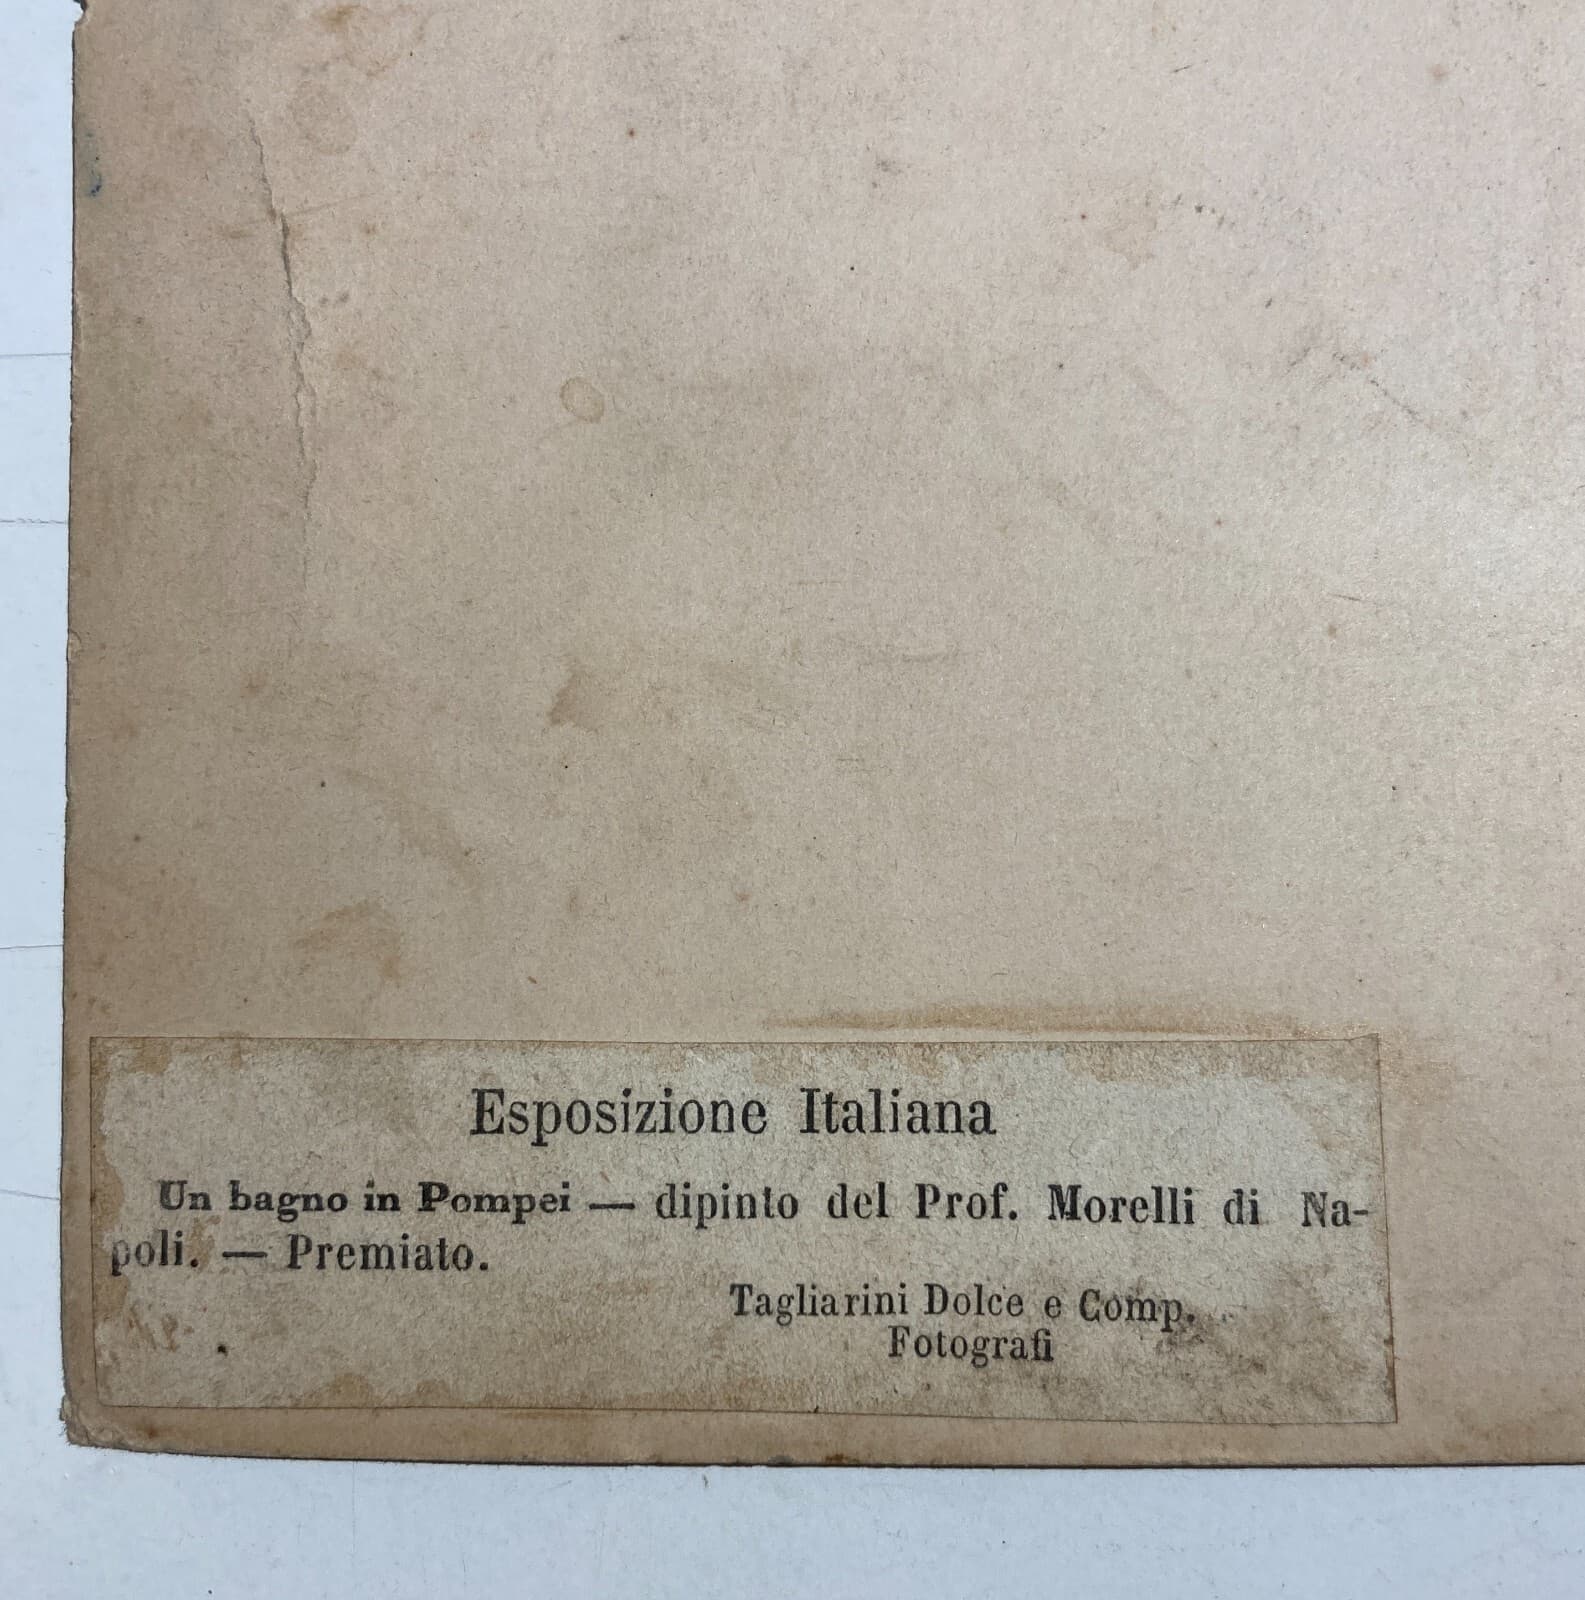 Esposizione Italiana
Un bagno in Pompei — dipinto del Prof. Morelli di Na-
poli. — Premiato.
Tagliarini Dolce e Comp.
Fotografi